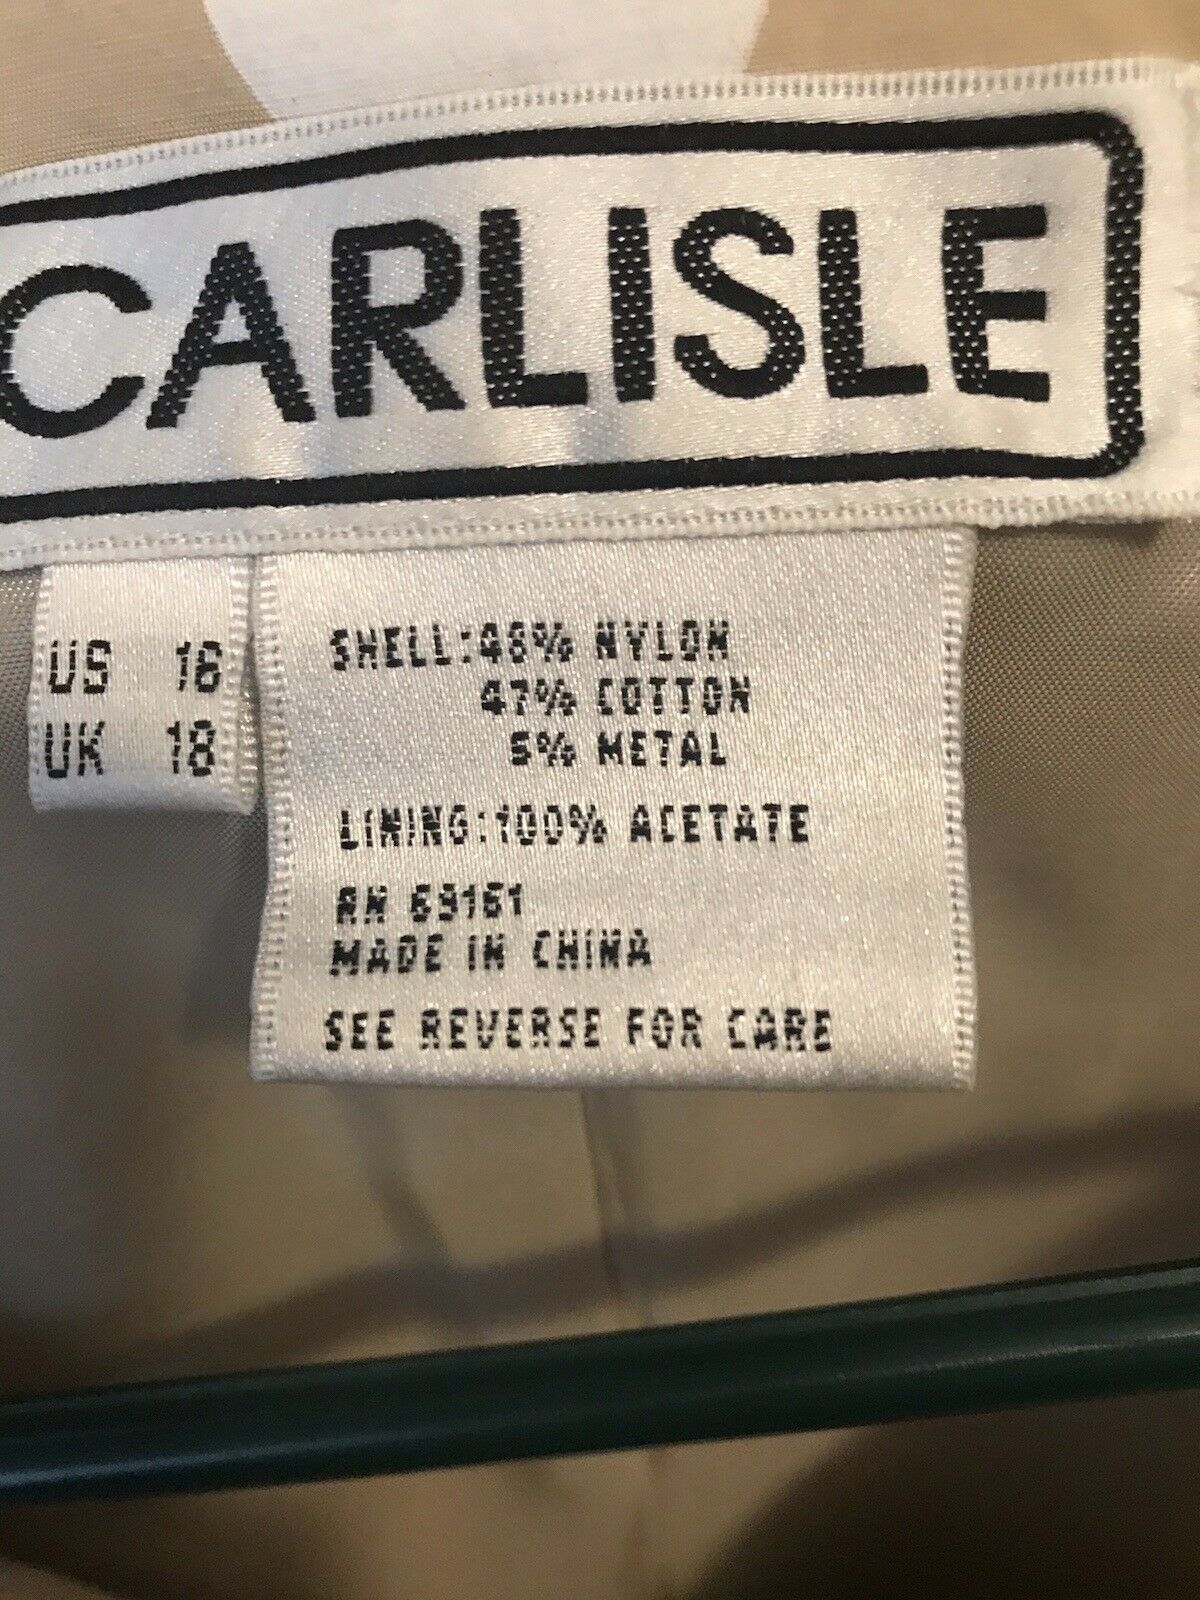 CARLISLE
US 16
UK 18
SHELL:48% NYLON
47% COTTON
5% METAL
LINING:100% ACETATE
RN 69161
MADE IN CHINA
SEE REVERSE FOR CARE